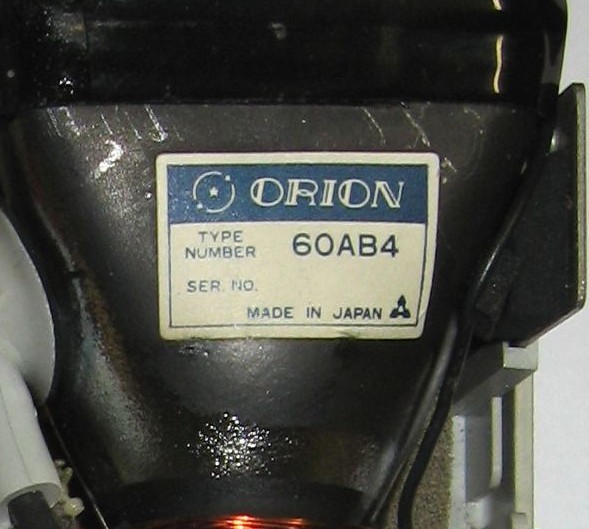 ORION
TYPE
NUMBER 60AB4
SER. NO.
MADE IN JAPAN